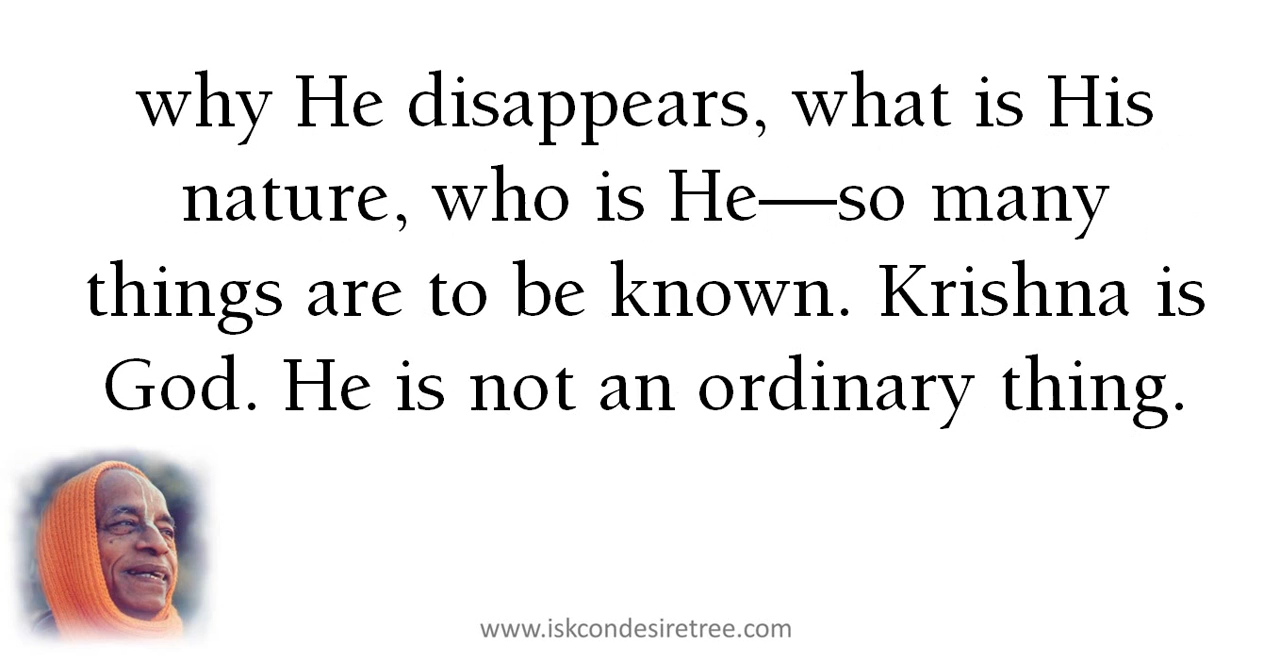 why He disappears, what is His
nature, who is He—so many
things are to be known. Krishna is
God. He is not an ordinary thing.
www.iskcondesiretree.com